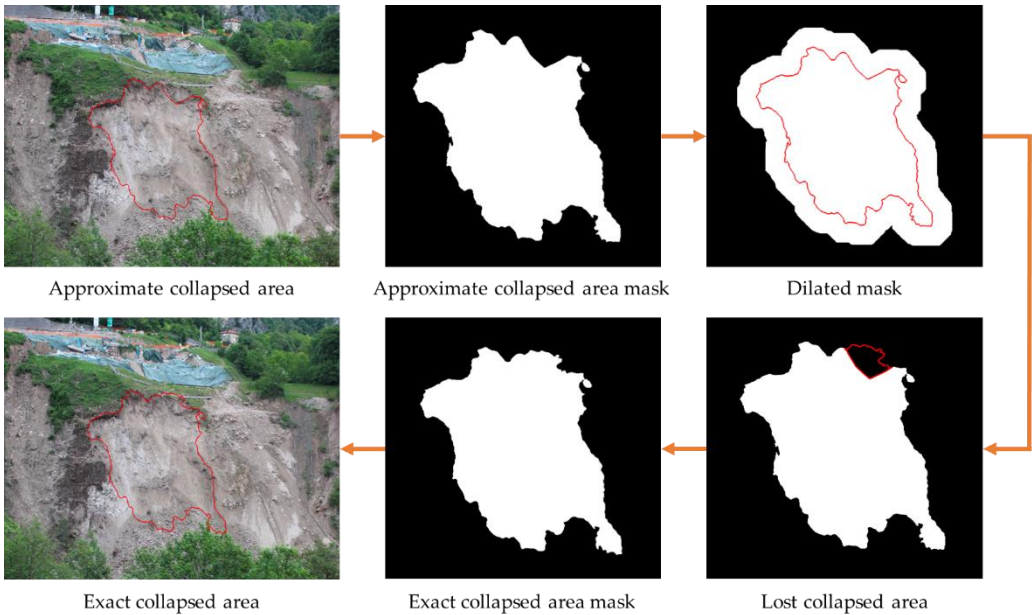 Approximate collapsed area
Approximate collapsed area mask
Dilated mask
Exact collapsed area
Exact collapsed area mask
Lost collapsed area